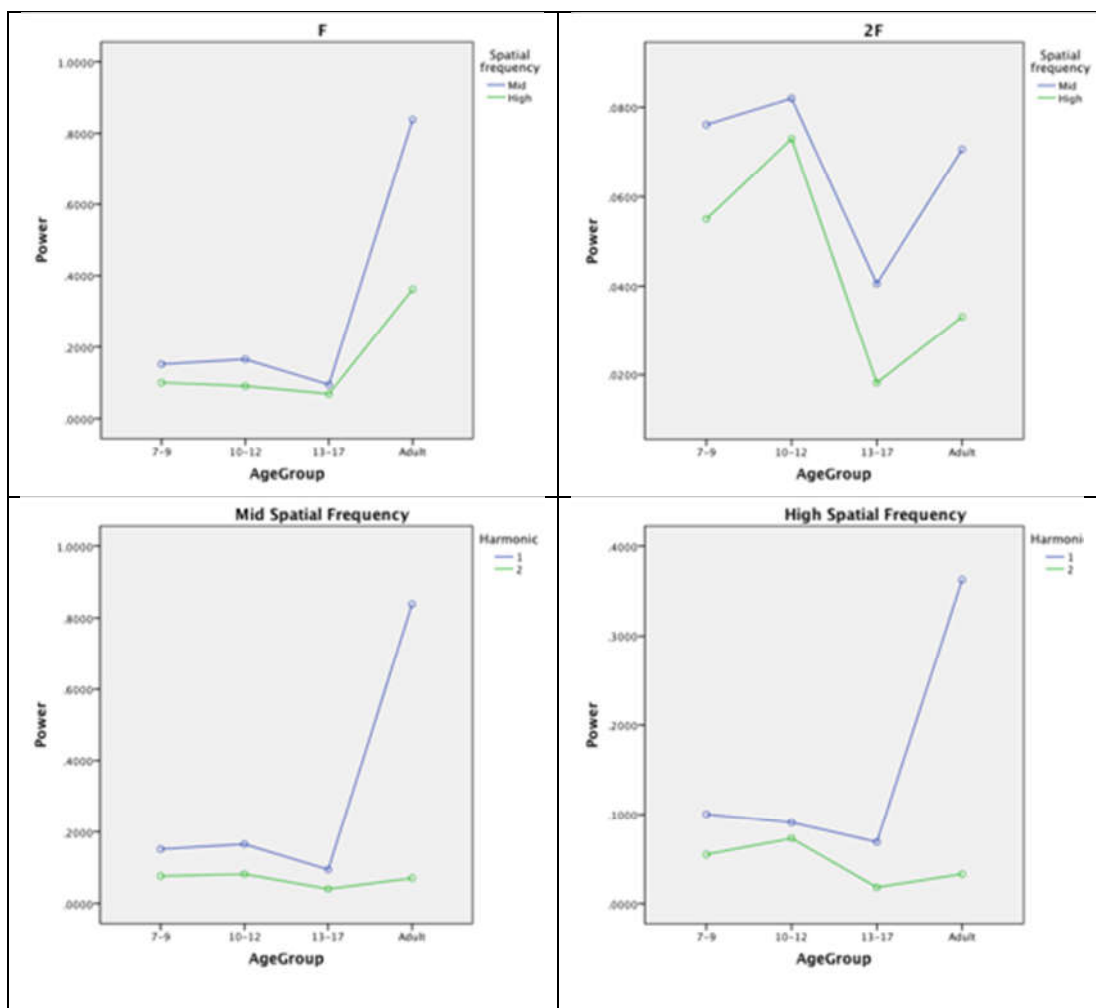 F
Spatial
frequency
Mid
High
1.0000
.8000
.6000
.4000
.2000
.0000
Power
7-9
10-12
13-17
Adult
AgeGroup
2F
Spatial
frequency
Mid
High
.0800
.0600
.0400
.0200
Power
7-9
10-12
13-17
Adult
AgeGroup
Mid Spatial Frequency
Harmonic
1
2
1.0000
.8000
.6000
.4000
.2000
.0000
Power
7-9
10-12
13-17
Adult
AgeGroup
High Spatial Frequency
Harmoni
1
2
.4000
.3000
.2000
.1000
.0000
Power
7-9
10-12
13-17
Adult
AgeGroup